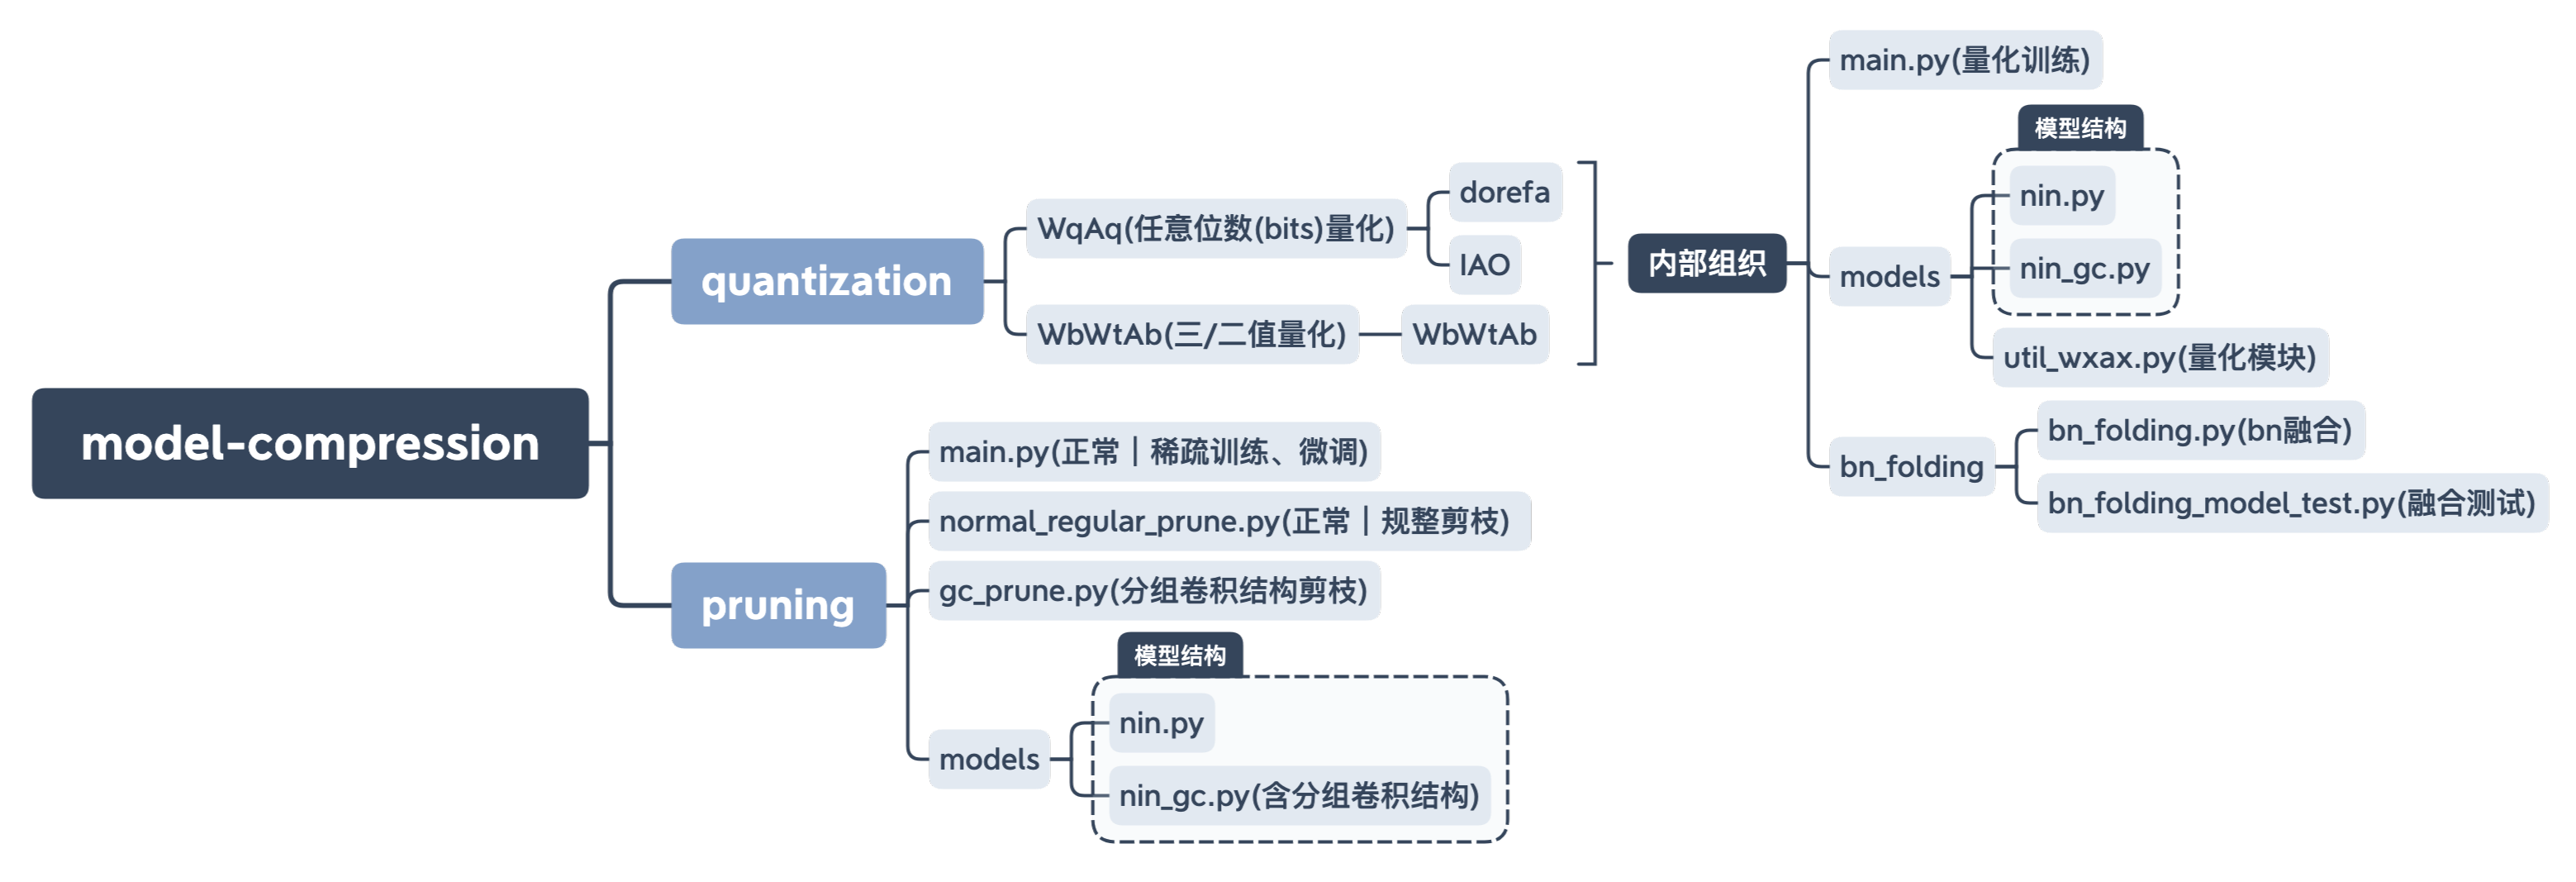 model-compression
quantization
WqAq(任意位数(bits)量化)
dorefa
IAO
WbWtAb(三/二值量化)
WbWtAb
内部组织
main.py(量化训练)
models
模型结构
nin.py
nin_gc.py
util_wxax.py(量化模块)
bn_folding
bn_folding.py(bn融合)
bn_folding_model_test.py(融合测试)
pruning
main.py(正常｜稀疏训练、微调)
normal_regular_prune.py(正常｜规整剪枝)
gc_prune.py(分组卷积结构剪枝)
models
模型结构
nin.py
nin_gc.py(含分组卷积结构)